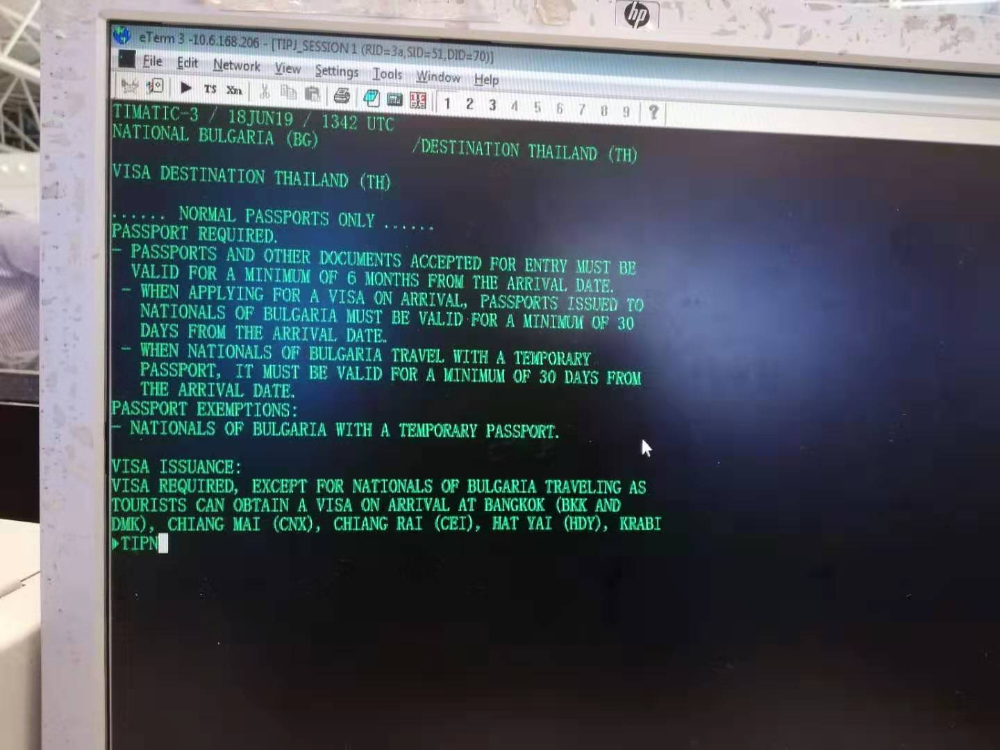 hp
eTerm 3 -10.6.168.206 - [TIPJ_SESSION 1 (RID=3a,SID=51,DID=70)]
File Edit Network View Settings Tools Window Help
TS Xm 1 2 3 4 5 6 7 8 9 ?
TIMATIC-3 / 18JUN19 / 1342 UTC
NATIONAL BULGARIA (BG) /DESTINATION THAILAND (TH)
VISA DESTINATION THAILAND (TH)
...... NORMAL PASSPORTS ONLY ......
PASSPORT REQUIRED.
- PASSPORTS AND OTHER DOCUMENTS ACCEPTED FOR ENTRY MUST BE
VALID FOR A MINIMUM OF 6 MONTHS FROM THE ARRIVAL DATE.
- WHEN APPLYING FOR A VISA ON ARRIVAL, PASSPORTS ISSUED TO
NATIONALS OF BULGARIA MUST BE VALID FOR A MINIMUM OF 30
DAYS FROM THE ARRIVAL DATE.
- WHEN NATIONALS OF BULGARIA TRAVEL WITH A TEMPORARY
PASSPORT, IT MUST BE VALID FOR A MINIMUM OF 30 DAYS FROM
THE ARRIVAL DATE.
PASSPORT EXEMPTIONS:
- NATIONALS OF BULGARIA WITH A TEMPORARY PASSPORT.
VISA ISSUANCE:
VISA REQUIRED, EXCEPT FOR NATIONALS OF BULGARIA TRAVELING AS
TOURISTS CAN OBTAIN A VISA ON ARRIVAL AT BANGKOK (BKK AND
DMK), CHIANG MAI (CNX), CHIANG RAI (CEI), HAT YAI (HDY), KRABI
▶TIPN